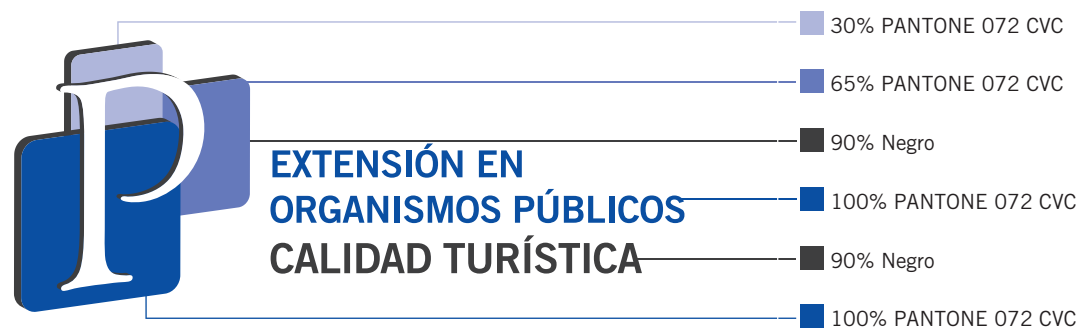 P
EXTENSIÓN EN
ORGANISMOS PÚBLICOS
CALIDAD TURÍSTICA
30% PANTONE 072 CVC
65% PANTONE 072 CVC
90% Negro
100% PANTONE 072 CVC
90% Negro
100% PANTONE 072 CVC